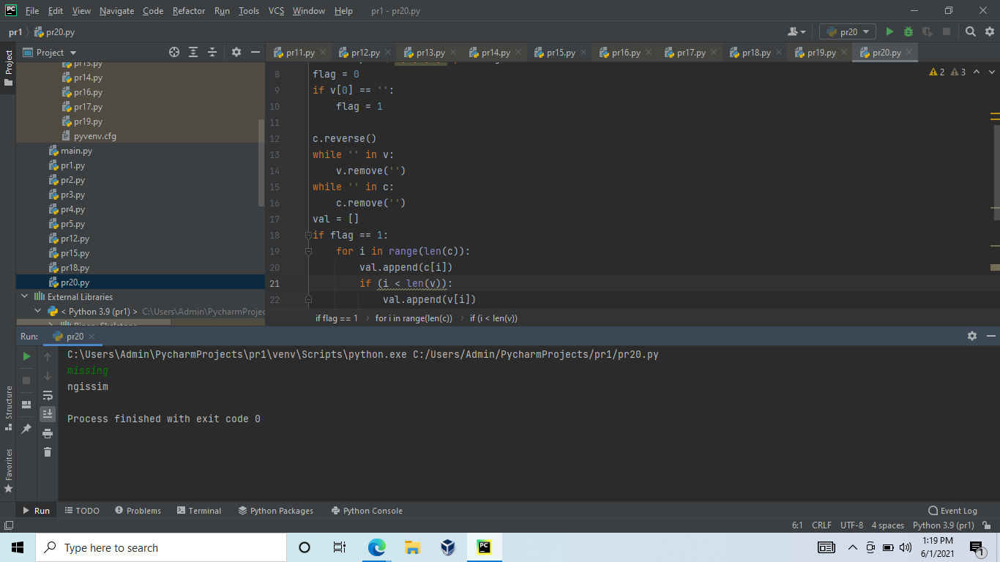 PC File Edit View Navigate Code Refactor Run Tools VCS Window Help pr1 - pr20.py
pr1 pr20.py pr20
Project pr11.py pr12.py pr13.py pr14.py pr15.py pr16.py pr17.py pr18.py pr19.py pr20.py
Project
pr13.py
pr14.py
pr16.py
pr17.py
pr19.py
pyvenv.cfg
main.py
pr1.py
pr2.py
pr3.py
pr4.py
pr5.py
pr12.py
pr15.py
pr18.py
pr20.py
External Libraries
< Python 3.9 (pr1) > C:\Users\Admin\PycharmProjec
2 3
8 flag = 0
9 if v[0] == '':
10 flag = 1
11
12 c.reverse()
13 while '' in v:
14 v.remove('')
15 while '' in c:
16 c.remove('')
17 val = []
18 if flag == 1:
19 for i in range(len(c)):
20 val.append(c[i])
21 if (i < len(v)):
22 val.append(v[i])
if flag == 1 for i in range(len(c)) if (i < len(v))
Run: pr20
C:\Users\Admin\PycharmProjects\pr1\venv\Scripts\python.exe C:/Users/Admin/PycharmProjects/pr1/pr20.py
missing
ngissim
Process finished with exit code 0
Structure
Favorites
Run TODO Problems Terminal Python Packages Python Console Event Log
6:1 CRLF UTF-8 4 spaces Python 3.9 (pr1)
Type here to search
PC
1:19 PM
6/1/2021
1